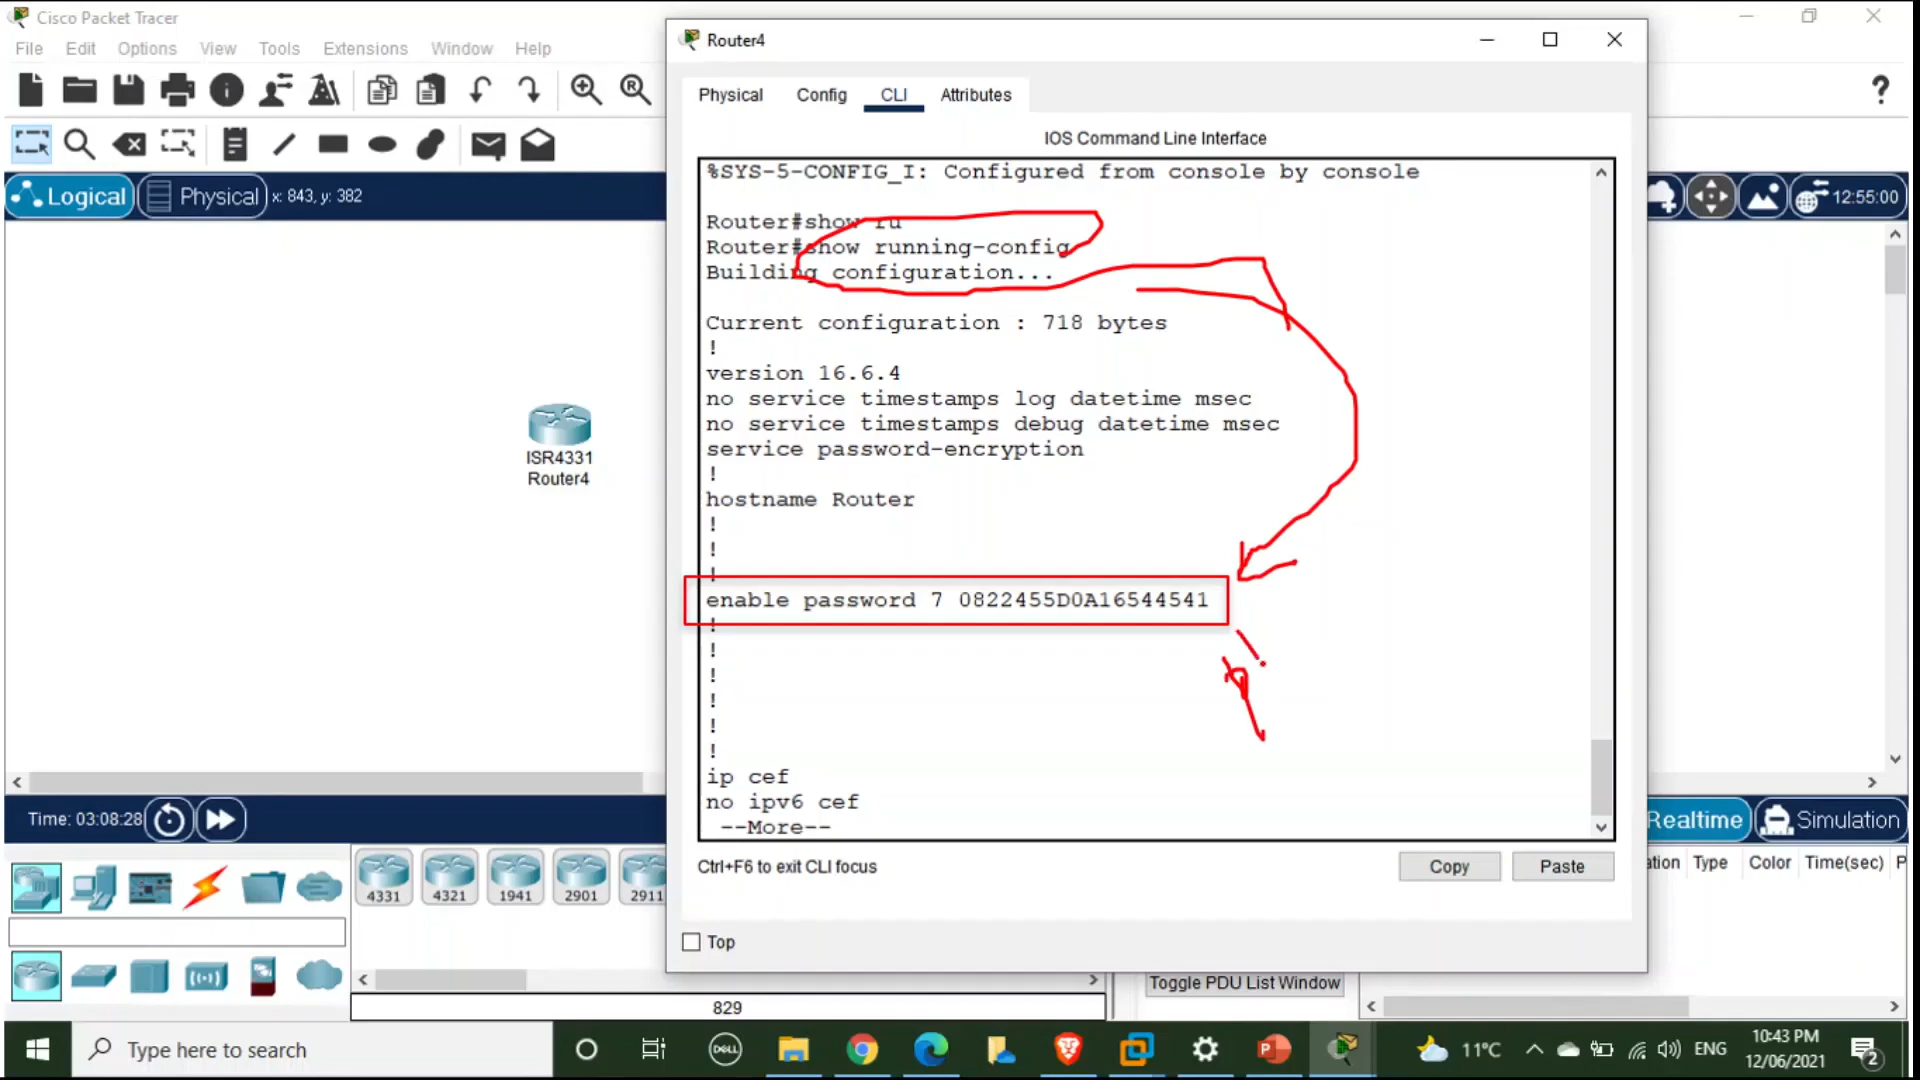 Cisco Packet Tracer
File Edit Options View Tools Extensions Window Help
Logical Physical x: 843, y: 382
12:55:00
ISR4331
Router4
Router4
Physical Config CLI Attributes
IOS Command Line Interface
%SYS-5-CONFIG_I: Configured from console by console
Router#show ru
Router#show running-config
Building configuration...
Current configuration : 718 bytes
!
version 16.6.4
no service timestamps log datetime msec
no service timestamps debug datetime msec
service password-encryption
!
hostname Router
!
!
!
enable password 7 0822455D0A16544541
!
!
!
!
!
!
ip cef
no ipv6 cef
--More--
Ctrl+F6 to exit CLI focus
Copy Paste
Top
Time: 03:08:28
Realtime Simulation
4331 4321 1941 2901 2911
829
Type Color Time(sec) P
Toggle PDU List Window
Type here to search
DELL
11°C
ENG
10:43 PM
12/06/2021
2